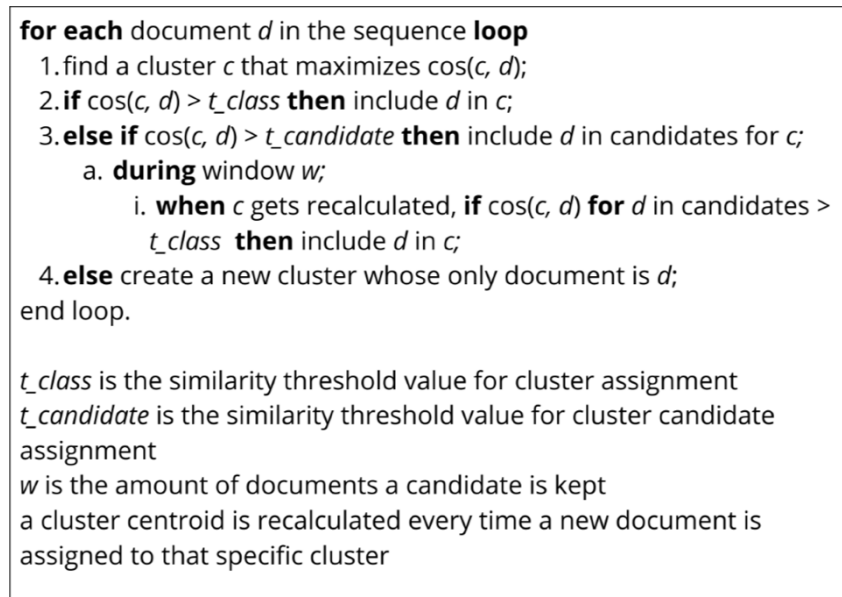 for each document d in the sequence loop
1. find a cluster c that maximizes cos(c, d);
2. if cos(c, d) > t_class then include d in c;
3. else if cos(c, d) > t_candidate then include d in candidates for c;
a. during window w;
i. when c gets recalculated, if cos(c, d) for d in candidates >
t_class then include d in c;
4. else create a new cluster whose only document is d;
end loop.
t_class is the similarity threshold value for cluster assignment
t_candidate is the similarity threshold value for cluster candidate
assignment
w is the amount of documents a candidate is kept
a cluster centroid is recalculated every time a new document is
assigned to that specific cluster